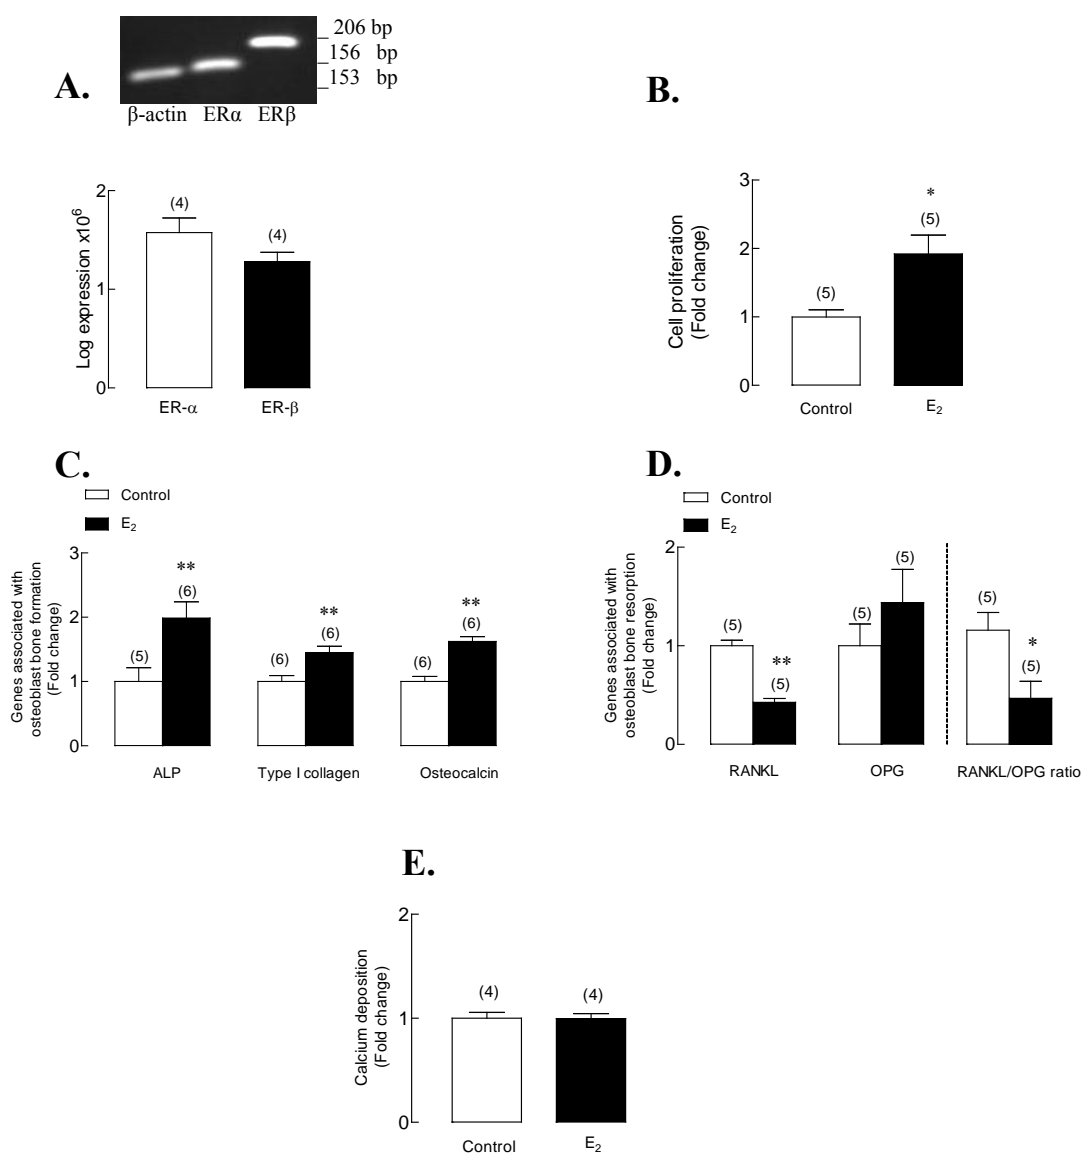 A.
206 bp
156 bp
153 bp
β-actin ERα ERβ
Log expression x10⁶
2
1
0
(4)
(4)
ER-α
ER-β
B.
Cell proliferation
(Fold change)
3
2
1
0
(5)
*
(5)
Control
E₂
C.
Control
E₂
Genes associated with
osteoblast bone formation
(Fold change)
3
2
1
0
(5)
**
(6)
(6)
**
(6)
(6)
**
(6)
ALP
Type I collagen
Osteocalcin
D.
Control
E₂
Genes associated with
osteoblast bone resorption
(Fold change)
2
1
0
(5)
**
(5)
(5)
(5)
(5)
*
(5)
RANKL
OPG
RANKL/OPG ratio
E.
Calcium deposition
(Fold change)
2
1
0
(4)
(4)
Control
E₂